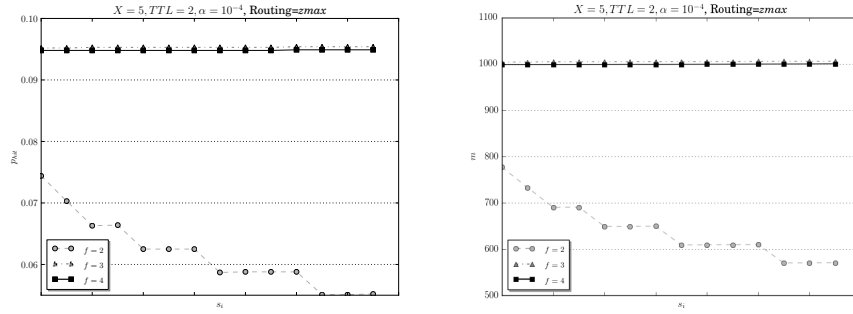 X = 5, TTL = 2, α = 10⁻⁴, Routing=zmax
0.10
0.09
0.08
0.07
0.06
p_hit
f = 2
f = 3
f = 4
s_i
X = 5, TTL = 2, α = 10⁻⁴, Routing=zmax
1100
1000
900
800
700
600
500
m
f = 2
f = 3
f = 4
s_i